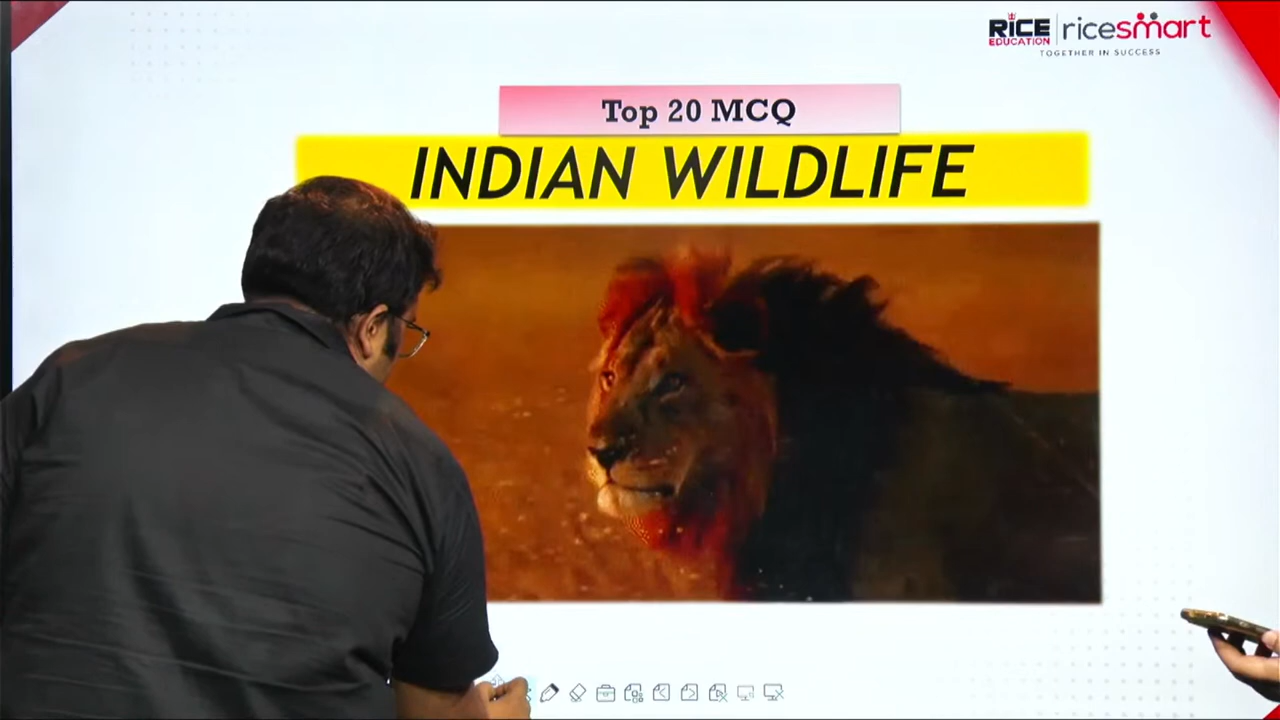 RICE
EDUCATION
ricesmart
TOGETHER IN SUCCESS
Top 20 MCQ
INDIAN WILDLIFE